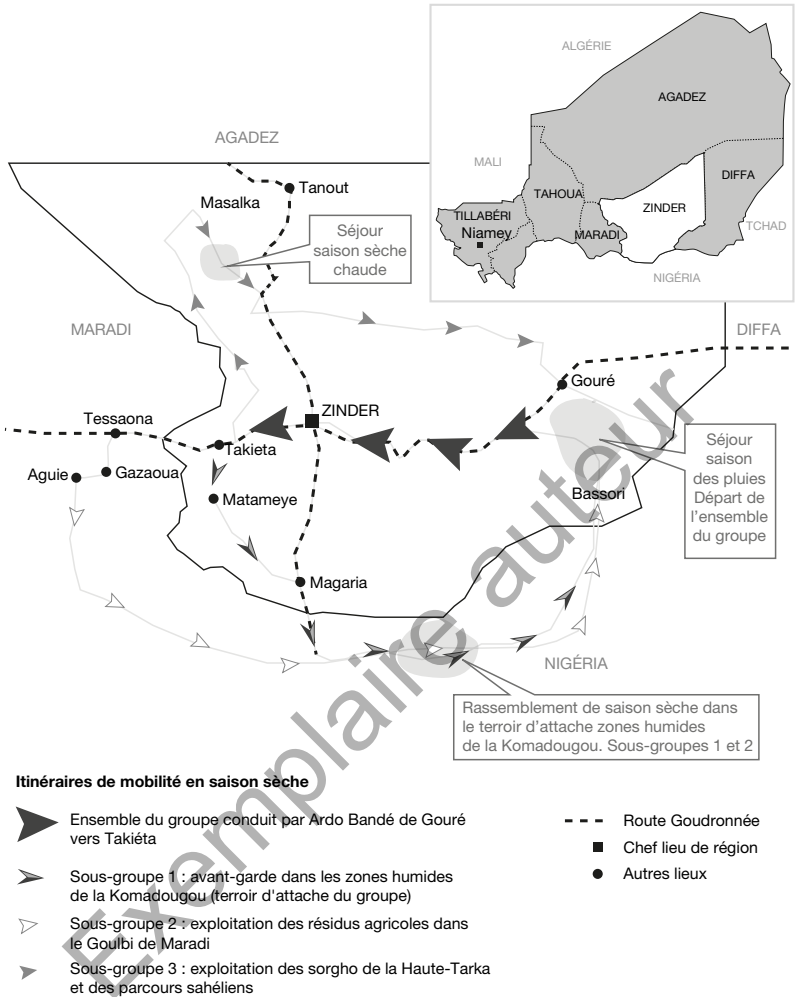 ALGÉRIE
AGADEZ
MALI
TAHOUA
DIFFA
ZINDER
TILLABÉRI
Niamey
MARADI
TCHAD
NIGÉRIA
AGADEZ
Tanout
Masalka
Séjour
saison sèche
chaude
MARADI
DIFFA
Gouré
ZINDER
Tessaona
Takieta
Aguie
Gazaoua
Matameye
Bassori
Séjour
saison
des pluies
Départ de
l'ensemble
du groupe
Magaria
NIGÉRIA
Rassemblement de saison sèche dans
le terroir d'attache zones humides
de la Komadougou. Sous-groupes 1 et 2
Itinéraires de mobilité en saison sèche
Ensemble du groupe conduit par Ardo Bandé de Gouré
vers Takiéta
Sous-groupe 1 : avant-garde dans les zones humides
de la Komadougou (terroir d'attache du groupe)
Sous-groupe 2 : exploitation des résidus agricoles dans
le Goulbi de Maradi
Sous-groupe 3 : exploitation des sorgho de la Haute-Tarka
et des parcours sahéliens
Route Goudronnée
Chef lieu de région
Autres lieux
Exemplaire auteur